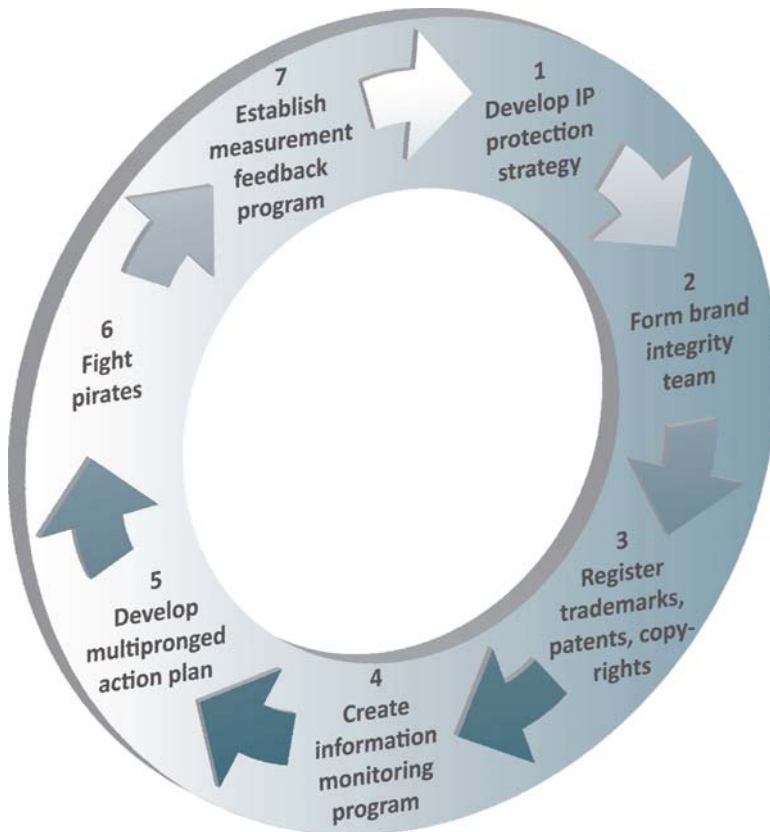 1
Develop IP
protection
strategy
2
Form brand
integrity
team
3
Register
trademarks,
patents, copy-
rights
4
Create
information
monitoring
program
5
Develop
multipronged
action plan
6
Fight
pirates
7
Establish
measurement
feedback
program